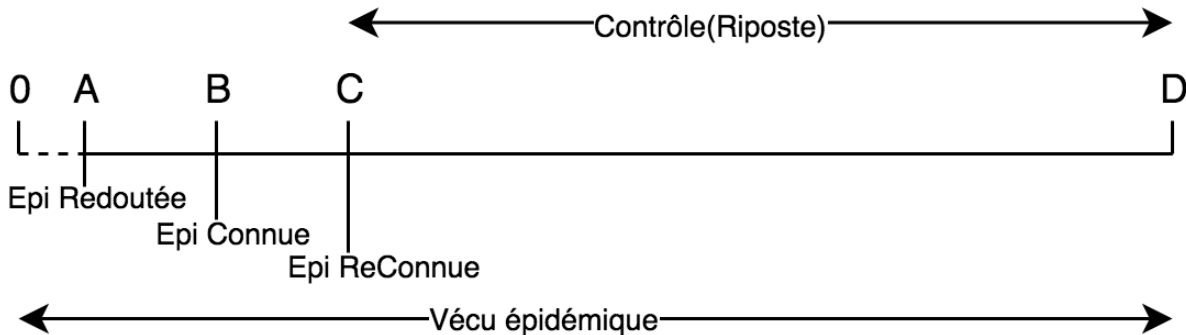 Contrôle(Riposte)
0 A B C D
Epi Redoutée
Epi Connue
Epi ReConnue
Vécu épidémique